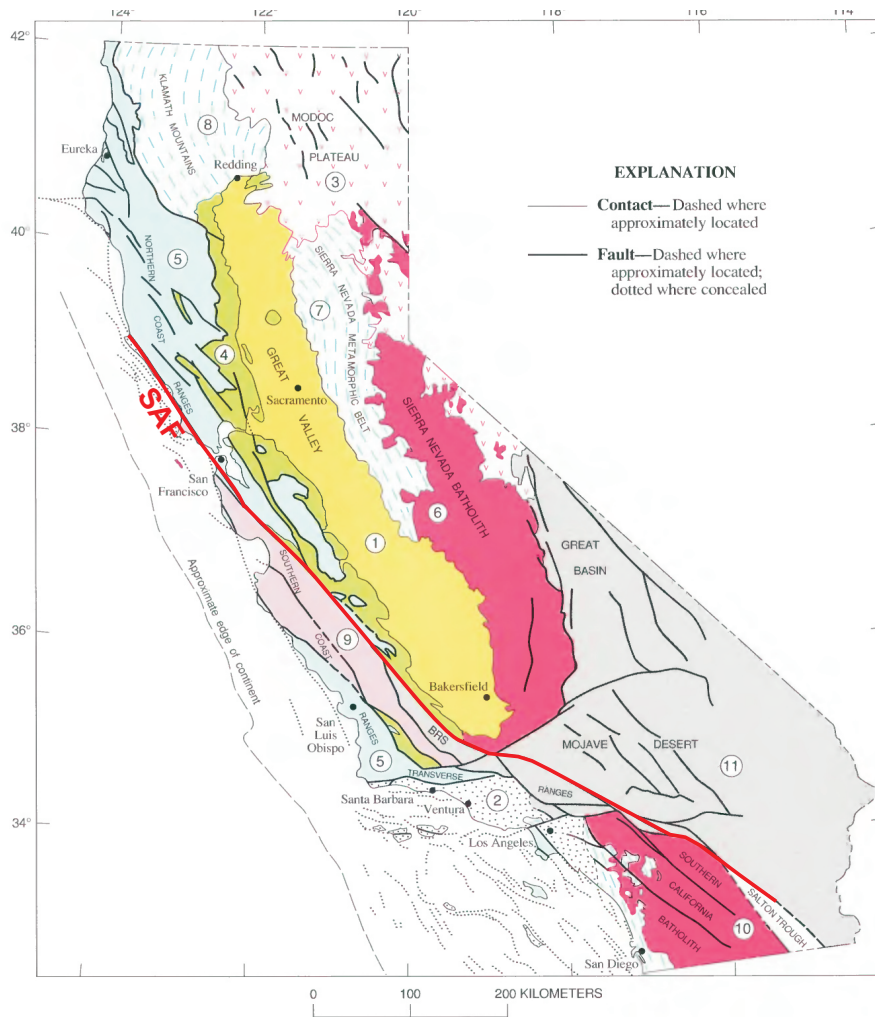 124° 122° 120° 118° 116° 114°
42°
KLAMATH MOUNTAINS
8
MODOC
PLATEAU
3
Eureka
Redding
EXPLANATION
Contact—Dashed where
approximately located
Fault—Dashed where
approximately located;
dotted where concealed
40°
NORTHERN
COAST
RANGES
5
SIERRA NEVADA METAMORPHIC BELT
7
4
GREAT
VALLEY
Sacramento
SAF
38°
San
Francisco
SIERRA NEVADA BATHOLITH
6
1
GREAT
BASIN
SOUTHERN
COAST
RANGES
9
36°
Approximate edge of continent
Bakersfield
BRS
San
Luis
Obispo
5
MOJAVE DESERT
11
TRANSVERSE
RANGES
Santa Barbara
Ventura
2
34°
Los Angeles
SOUTHERN
CALIFORNIA
BATHOLITH
10
SALTON TROUGH
San Diego
0 100 200 KILOMETERS